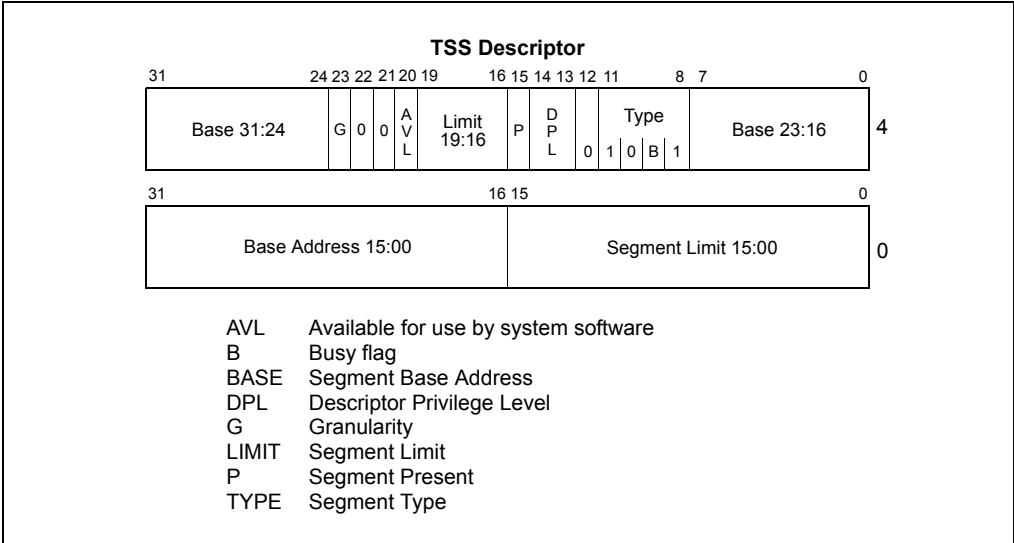 TSS Descriptor
31 24 23 22 21 20 19 16 15 14 13 12 11 8 7 0
Base 31:24 G 0 0 AVL Limit 19:16 P DPL 0 Type 1 0 B 1 Base 23:16 4
31 16 15 0
Base Address 15:00 Segment Limit 15:00 0
AVL Available for use by system software
B Busy flag
BASE Segment Base Address
DPL Descriptor Privilege Level
G Granularity
LIMIT Segment Limit
P Segment Present
TYPE Segment Type